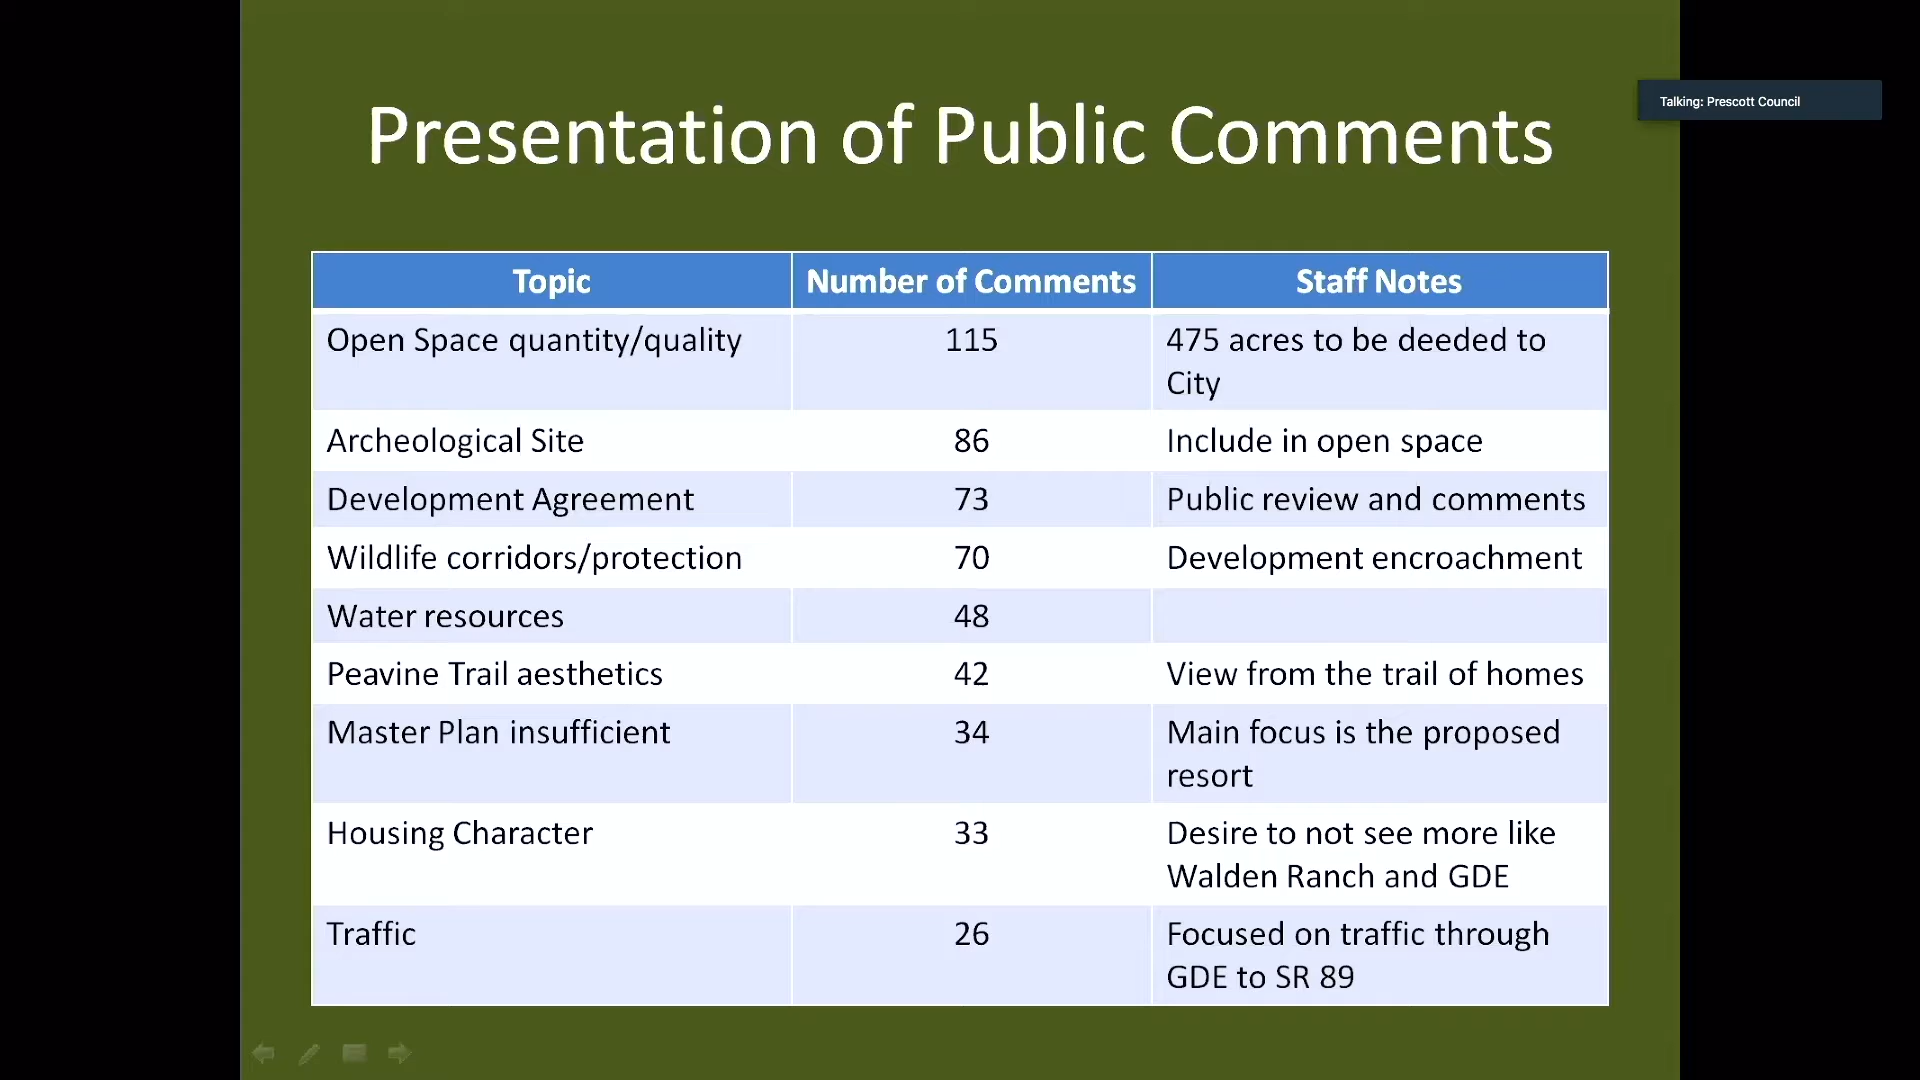 Talking: Prescott Council
Presentation of Public Comments
Topic Number of Comments Staff Notes
Open Space quantity/quality 115 475 acres to be deeded to
City
Archeological Site 86 Include in open space
Development Agreement 73 Public review and comments
Wildlife corridors/protection 70 Development encroachment
Water resources 48
Peavine Trail aesthetics 42 View from the trail of homes
Master Plan insufficient 34 Main focus is the proposed
resort
Housing Character 33 Desire to not see more like
Walden Ranch and GDE
Traffic 26 Focused on traffic through
GDE to SR 89